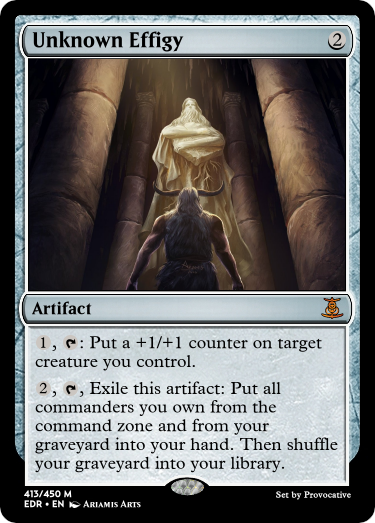 Unknown Effigy 2
Artifact
1, : Put a +1/+1 counter on target
creature you control.
2, , Exile this artifact: Put all
commanders you own from the
command zone and from your
graveyard into your hand. Then shuffle
your graveyard into your library.
413/450 M
EDR • EN Ariamis Arts
Set by Provocative